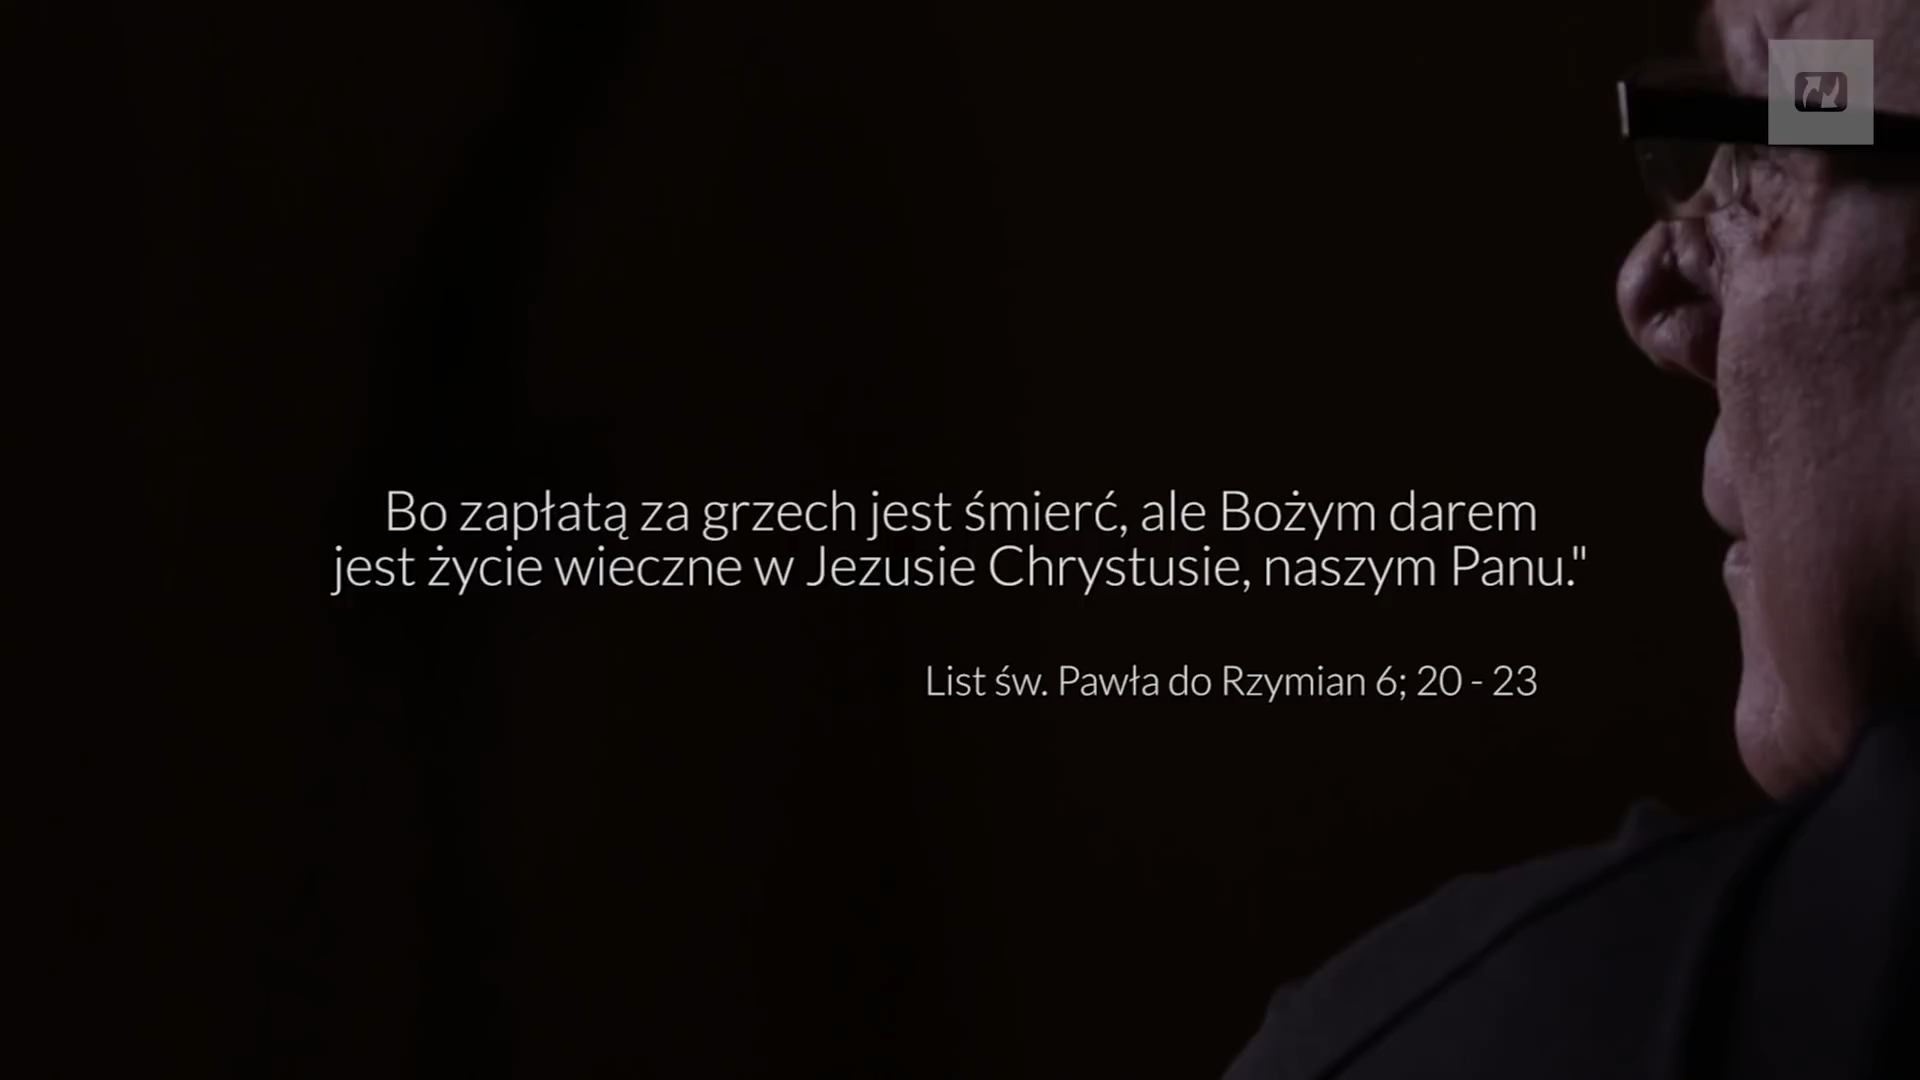 Bo zapłatą za grzech jest śmierć, ale Bożym darem
jest życie wieczne w Jezusie Chrystusie, naszym Panu."
List św. Pawła do Rzymian 6; 20 - 23